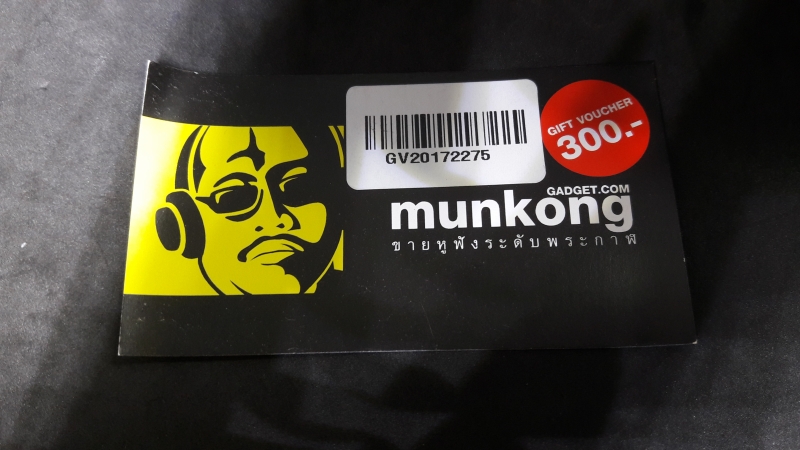 GV20172275
GIFT VOUCHER
300.-
GADGET.COM
munkong
ขายหูฟังระดับพระกาฬ